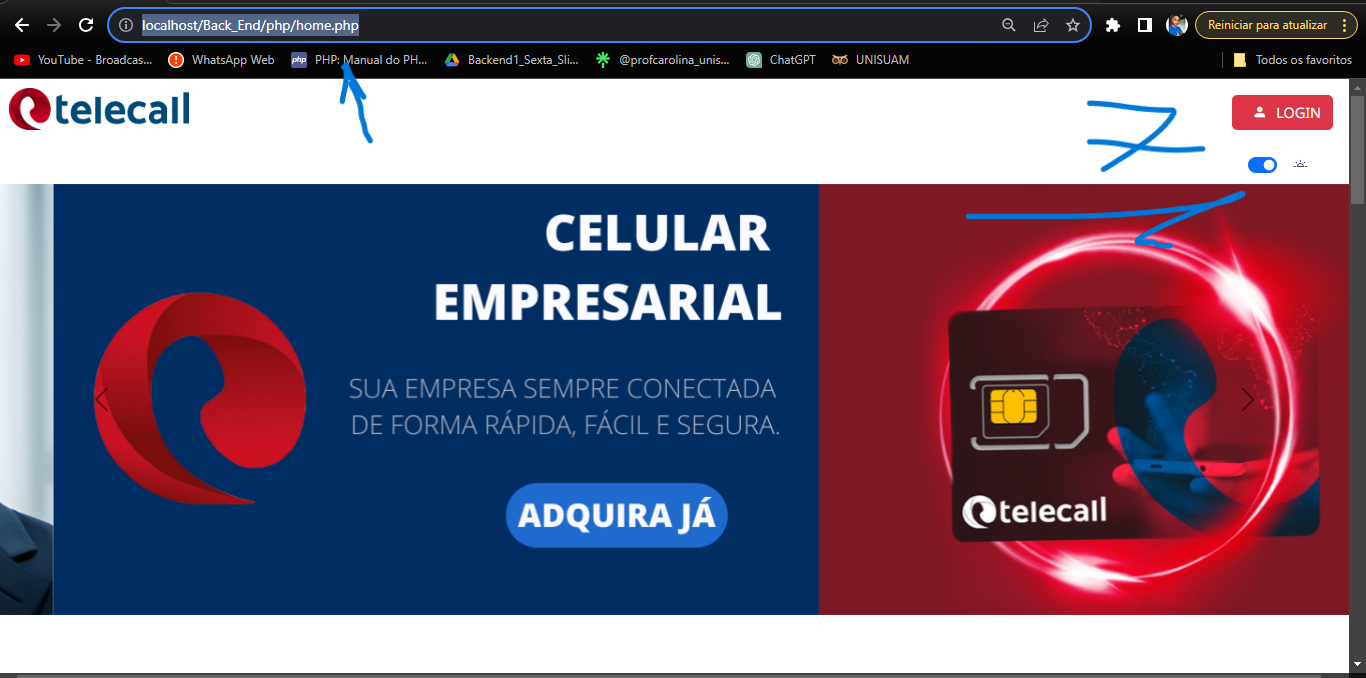 localhost/Back_End/php/home.php
Reiniciar para atualizar
YouTube - Broadcas...
WhatsApp Web
php
PHP: Manual do PH...
Backend1_Sexta_Sli...
@profcarolina_unis...
ChatGPT
UNISUAM
Todos os favoritos
telecall
LOGIN
CELULAR
EMPRESARIAL
SUA EMPRESA SEMPRE CONECTADA
DE FORMA RÁPIDA, FÁCIL E SEGURA.
ADQUIRA JÁ
telecall